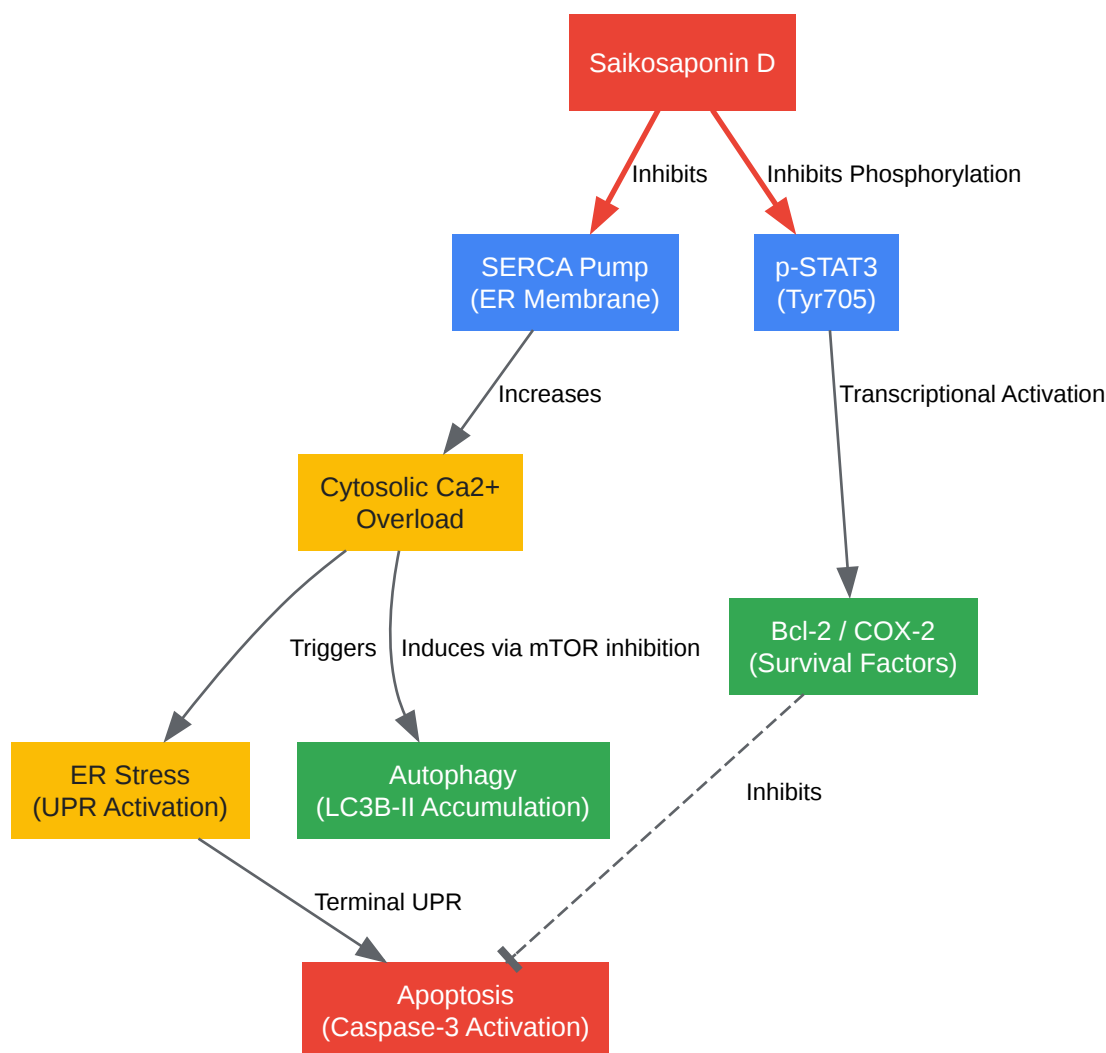 Saikosaponin D
Inhibits
Inhibits Phosphorylation
SERCA Pump
(ER Membrane)
p-STAT3
(Tyr705)
Increases
Transcriptional Activation
Cytosolic Ca2+
Overload
Triggers
Induces via mTOR inhibition
Bcl-2 / COX-2
(Survival Factors)
ER Stress
(UPR Activation)
Autophagy
(LC3B-II Accumulation)
Inhibits
Terminal UPR
Apoptosis
(Caspase-3 Activation)